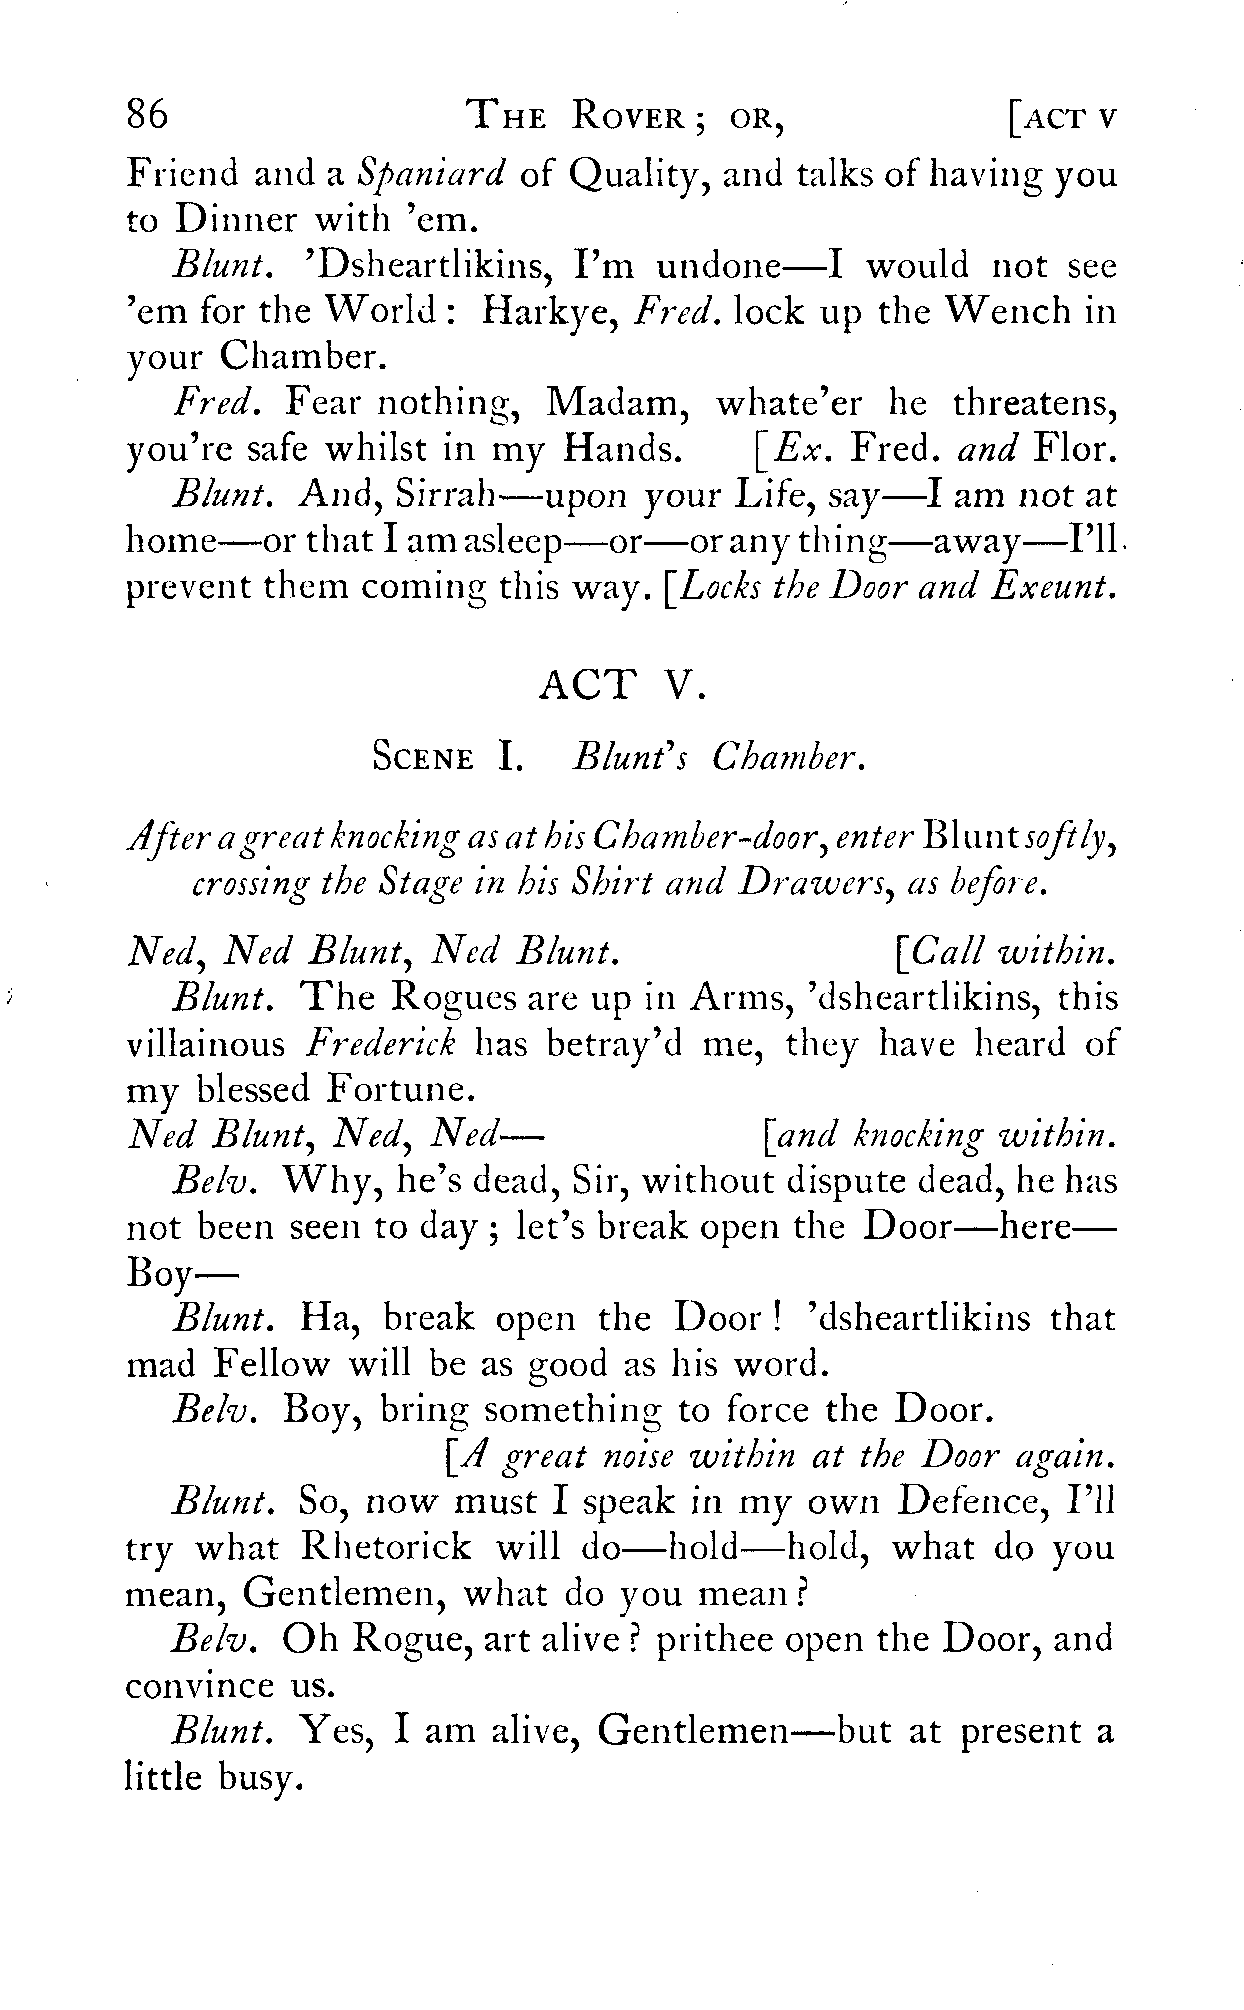 86 THE ROVER; OR, [ACT V
Friend and a Spaniard of Quality, and talks of having you
to Dinner with 'em.
Blunt. 'Dsheartlikins, I'm undone—I would not see
'em for the World: Harkye, Fred. lock up the Wench in
your Chamber.
Fred. Fear nothing, Madam, whate'er he threatens,
you're safe whilst in my Hands. [Ex. Fred. and Flor.
Blunt. And, Sirrah—upon your Life, say—I am not at
home—or that I am asleep—or—or any thing—away—I'll
prevent them coming this way. [Locks the Door and Exeunt.
ACT V.
SCENE I. Blunt's Chamber.
After a great knocking as at his Chamber-door, enter Blunt softly,
crossing the Stage in his Shirt and Drawers, as before.
Ned, Ned Blunt, Ned Blunt. [Call within.
Blunt. The Rogues are up in Arms, 'dsheartlikins, this
villainous Frederick has betray'd me, they have heard of
my blessed Fortune.
Ned Blunt, Ned, Ned— [and knocking within.
Belv. Why, he's dead, Sir, without dispute dead, he has
not been seen to day; let's break open the Door—here—
Boy—
Blunt. Ha, break open the Door! 'dsheartlikins that
mad Fellow will be as good as his word.
Belv. Boy, bring something to force the Door.
[A great noise within at the Door again.
Blunt. So, now must I speak in my own Defence, I'll
try what Rhetorick will do—hold—hold, what do you
mean, Gentlemen, what do you mean?
Belv. Oh Rogue, art alive? prithee open the Door, and
convince us.
Blunt. Yes, I am alive, Gentlemen—but at present a
little busy.